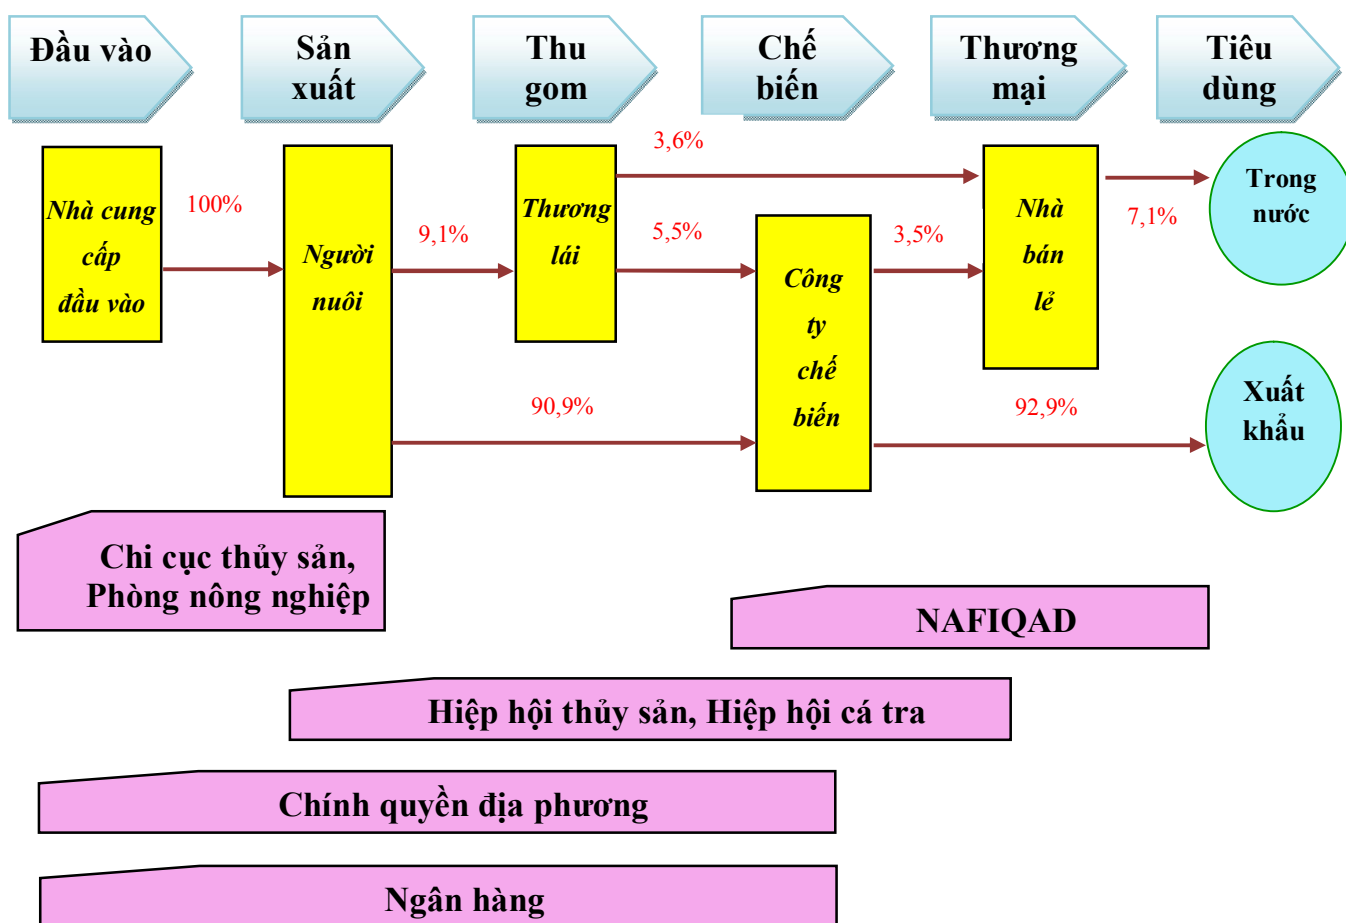 Đầu vào
Sản
xuất
Thu
gom
Chế
biến
Thương
mại
Tiêu
dùng
3,6%
Nhà cung
cấp
đầu vào
100%
Người
nuôi
9,1%
Thương
lái
5,5%
Công
ty
chế
biến
3,5%
Nhà
bán
lẻ
7,1%
Trong
nước
90,9%
92,9%
Xuất
khẩu
Chi cục thủy sản,
Phòng nông nghiệp
NAFIQAD
Hiệp hội thủy sản, Hiệp hội cá tra
Chính quyền địa phương
Ngân hàng